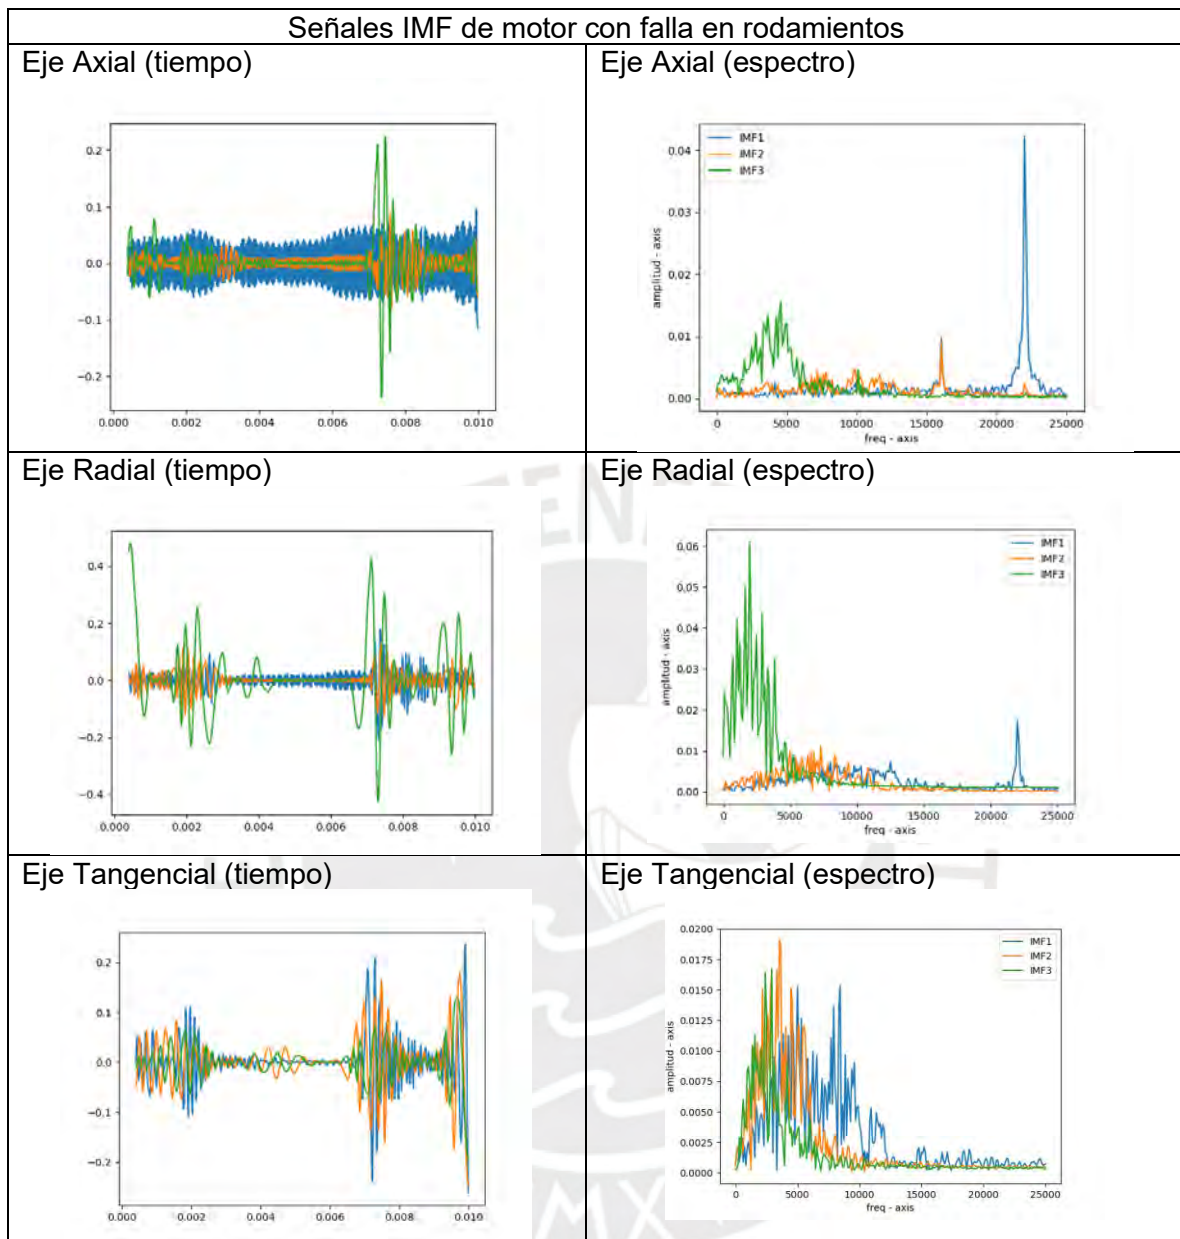 Señales IMF de motor con falla en rodamientos
Eje Axial (tiempo)
0.2
0.1
0.0
−0.1
−0.2
0.000 0.002 0.004 0.006 0.008 0.010
Eje Axial (espectro)
IMF1
IMF2
IMF3
0.04
0.03
0.02
0.01
0.00
amplitud - axis
0 5000 10000 15000 20000 25000
freq - axis
Eje Radial (tiempo)
0.4
0.2
0.0
−0.2
−0.4
0.000 0.002 0.004 0.006 0.008 0.010
Eje Radial (espectro)
IMF1
IMF2
IMF3
0.06
0.05
0.04
0.03
0.02
0.01
0.00
amplitud - axis
0 5000 10000 15000 20000 25000
freq - axis
Eje Tangencial (tiempo)
0.2
0.1
0.0
−0.1
−0.2
0.000 0.002 0.004 0.006 0.008 0.010
Eje Tangencial (espectro)
IMF1
IMF2
IMF3
0.0200
0.0175
0.0150
0.0125
0.0100
0.0075
0.0050
0.0025
0.0000
amplitud - axis
0 5000 10000 15000 20000 25000
freq - axis